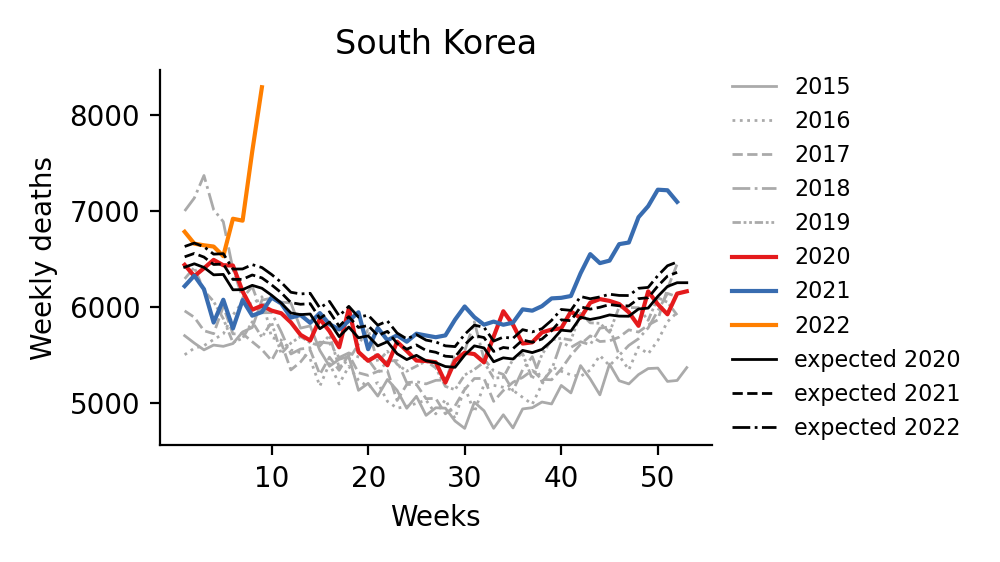 South Korea
Weekly deaths
8000
7000
6000
5000
10 20 30 40 50
Weeks
2015
2016
2017
2018
2019
2020
2021
2022
expected 2020
expected 2021
expected 2022